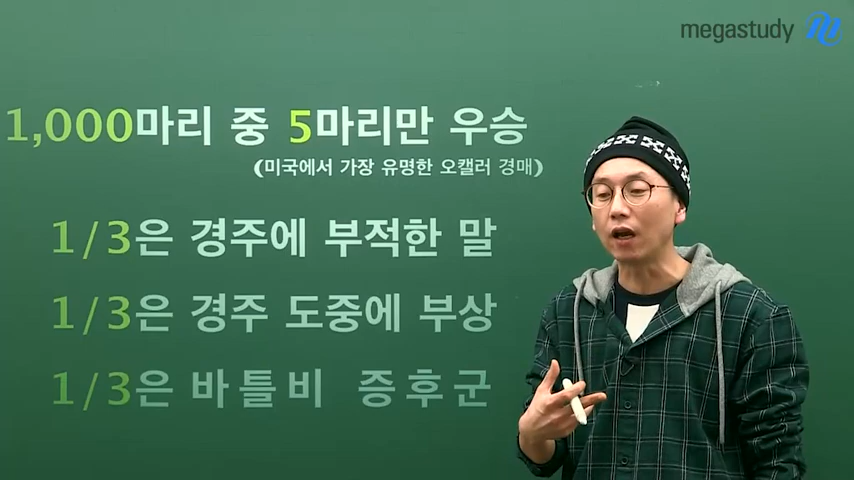 megastudy
1,000마리 중 5마리만 우승
(미국에서 가장 유명한 오캘러 경매)
1/3은 경주에 부적한 말
1/3은 경주 도중에 부상
1/3은 바틀비 증후군